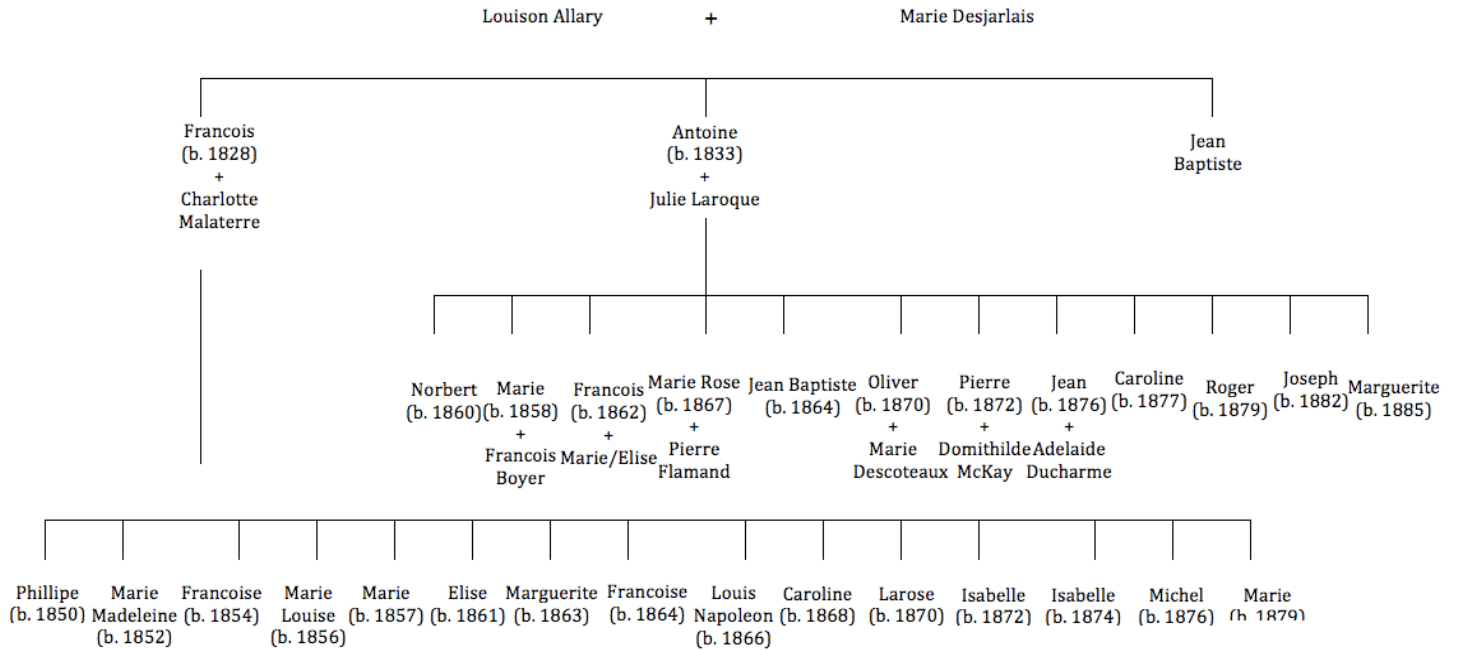 Louison Allary + Marie Desjarlais
Francois
(b. 1828)
+
Charlotte
Malaterre
Antoine
(b. 1833)
+
Julie Laroque
Jean
Baptiste
Norbert
(b. 1860)
Marie
(b. 1858)
+
Francois
Boyer
Francois
(b. 1862)
+
Marie/Elise
Marie Rose
(b. 1867)
+
Pierre
Flamand
Jean Baptiste
(b. 1864)
Oliver
(b. 1870)
+
Marie
Descoteaux
Pierre
(b. 1872)
+
Domithilde
McKay
Jean
(b. 1876)
+
Adelaide
Ducharme
Caroline
(b. 1877)
Roger
(b. 1879)
Joseph
(b. 1882)
Marguerite
(b. 1885)
Phillipe
(b. 1850)
Marie
Madeleine
(b. 1852)
Francoise
(b. 1854)
Marie
Louise
(b. 1856)
Marie
(b. 1857)
Elise
(b. 1861)
Marguerite
(b. 1863)
Francoise
(b. 1864)
Louis
Napoleon
(b. 1866)
Caroline
(b. 1868)
Larose
(b. 1870)
Isabelle
(b. 1872)
Isabelle
(b. 1874)
Michel
(b. 1876)
Marie
(b. 1879)